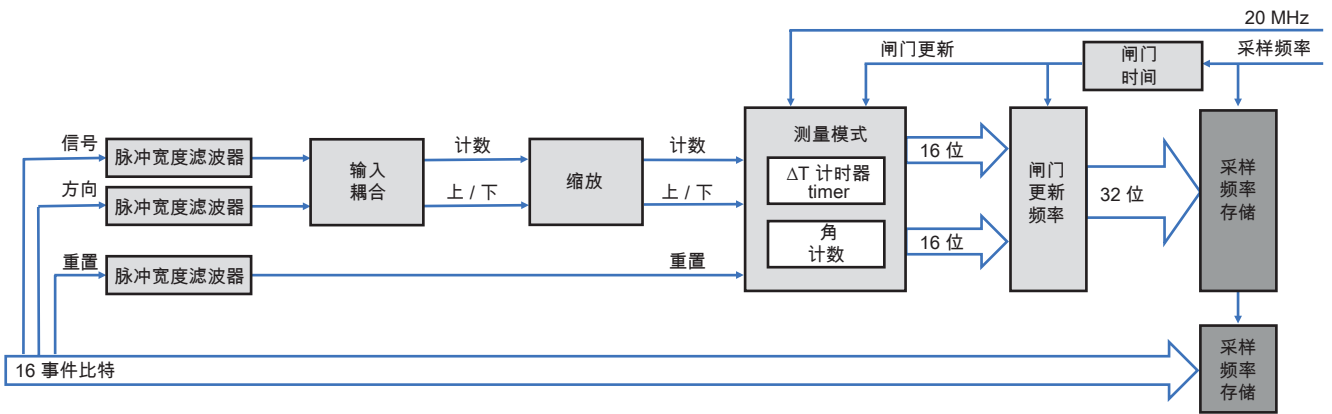 20 MHz
闸门更新
闸门
时间
采样频率
信号
脉冲宽度滤波器
方向
脉冲宽度滤波器
重置
脉冲宽度滤波器
输入
耦合
计数
上 / 下
缩放
计数
上 / 下
重置
测量模式
ΔT 计时器
timer
角
计数
16 位
16 位
闸门
更新
频率
32 位
采样
频率
存储
16 事件比特
采样
频率
存储